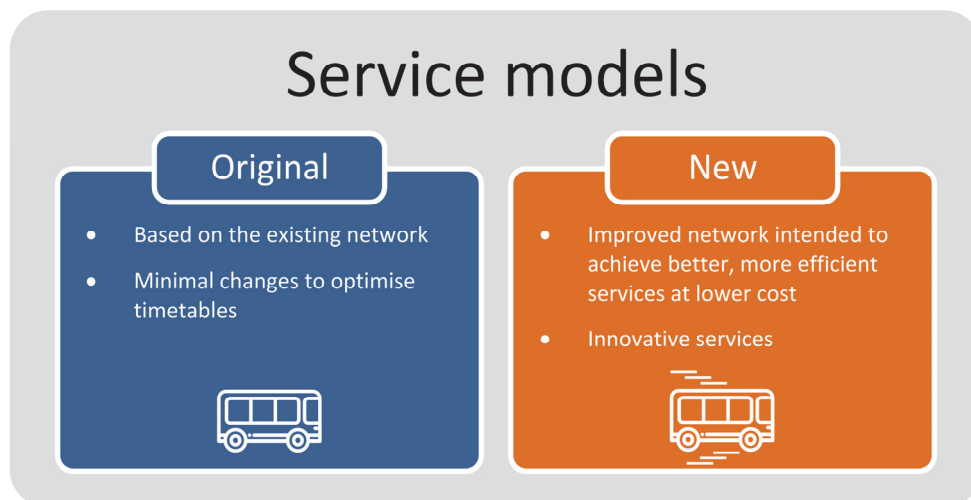 Service models
Original
• Based on the existing network
• Minimal changes to optimise
timetables
New
• Improved network intended to
achieve better, more efficient
services at lower cost
• Innovative services